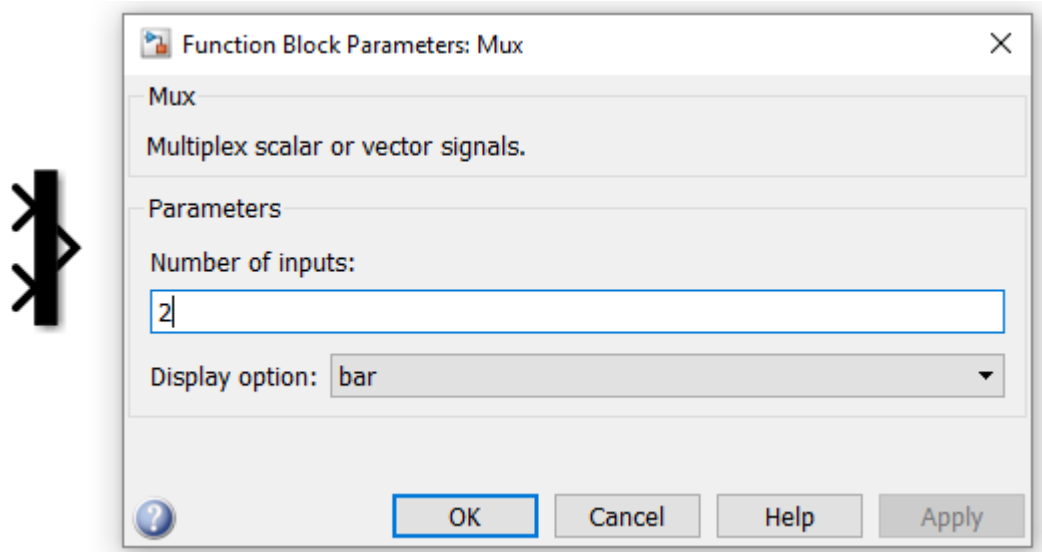 Function Block Parameters: Mux
Mux
Multiplex scalar or vector signals.
Parameters
Number of inputs:
2
Display option: bar
? OK Cancel Help Apply